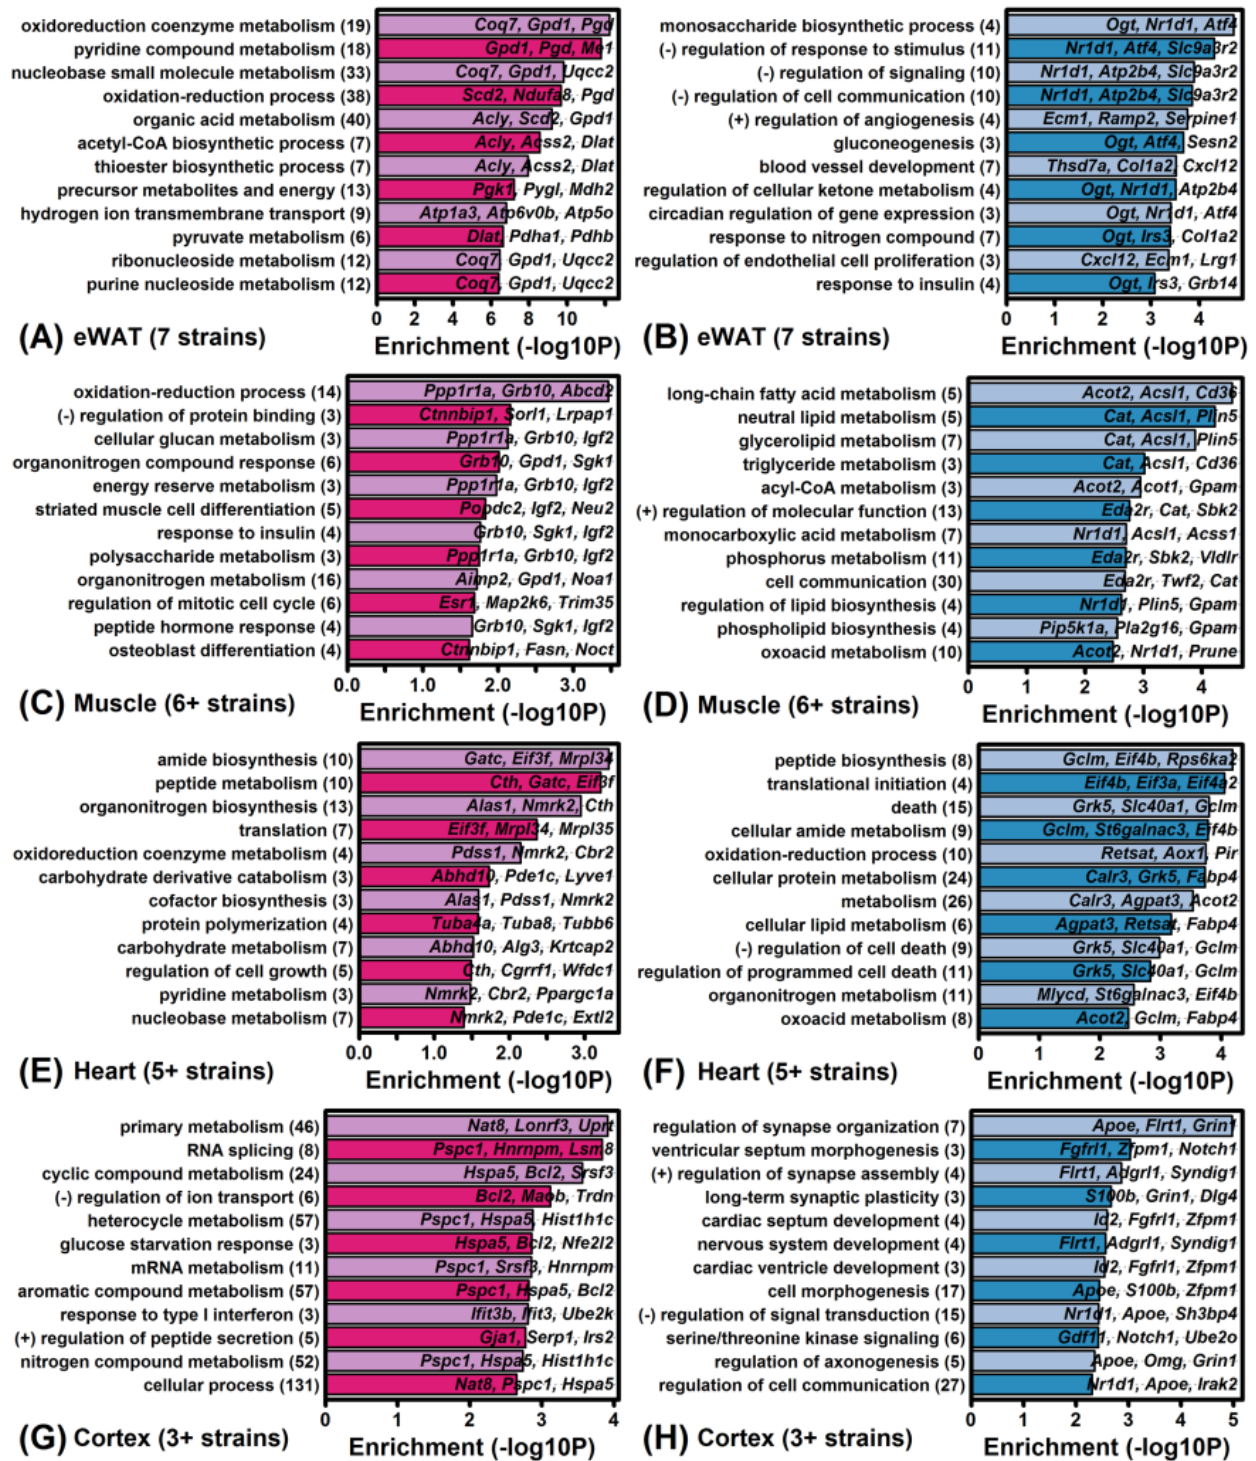 oxidoreduction coenzyme metabolism (19) Coq7, Gpd1, Pgd
pyridine compound metabolism (18) Gpd1, Pgd, Me1
nucleobase small molecule metabolism (33) Coq7, Gpd1, Uqcc2
oxidation-reduction process (38) Scd2, Ndufa8, Pgd
organic acid metabolism (40) Acly, Scd2, Gpd1
acetyl-CoA biosynthetic process (7) Acly, Acss2, Dlat
thioester biosynthetic process (7) Acly, Acss2, Dlat
precursor metabolites and energy (13) Pgk1, Pygl, Mdh2
hydrogen ion transmembrane transport (9) Atp1a3, Atp6v0b, Atp5o
pyruvate metabolism (6) Dlat, Pdha1, Pdhb
ribonucleoside metabolism (12) Coq7, Gpd1, Uqcc2
purine nucleoside metabolism (12) Coq7, Gpd1, Uqcc2
0 2 4 6 8 10
(A) eWAT (7 strains) Enrichment (-log10P)
monosaccharide biosynthetic process (4) Ogt, Nr1d1, Atf4
(-) regulation of response to stimulus (11) Nr1d1, Atf4, Slc9a3r2
(-) regulation of signaling (10) Nr1d1, Atp2b4, Slc9a3r2
(-) regulation of cell communication (10) Nr1d1, Atp2b4, Slc9a3r2
(+) regulation of angiogenesis (4) Ecm1, Ramp2, Serpine1
gluconeogenesis (3) Ogt, Atf4, Sesn2
blood vessel development (7) Thsd7a, Col1a2, Cxcl12
regulation of cellular ketone metabolism (4) Ogt, Nr1d1, Atp2b4
circadian regulation of gene expression (3) Ogt, Nr1d1, Atf4
response to nitrogen compound (7) Ogt, Irs3, Col1a2
regulation of endothelial cell proliferation (3) Cxcl12, Ecm1, Lrg1
response to insulin (4) Ogt, Irs3, Grb14
0 1 2 3 4
(B) eWAT (7 strains) Enrichment (-log10P)
oxidation-reduction process (14) Ppp1r1a, Grb10, Abcd2
(-) regulation of protein binding (3) Ctnnbip1, Sorl1, Lrpap1
cellular glucan metabolism (3) Ppp1r1a, Grb10, Igf2
organonitrogen compound response (6) Grb10, Gpd1, Sgk1
energy reserve metabolism (3) Ppp1r1a, Grb10, Igf2
striated muscle cell differentiation (5) Popdc2, Igf2, Neu2
response to insulin (4) Grb10, Sgk1, Igf2
polysaccharide metabolism (3) Ppp1r1a, Grb10, Igf2
organonitrogen metabolism (16) Aimp2, Gpd1, Noa1
regulation of mitotic cell cycle (6) Esr1, Map2k6, Trim35
peptide hormone response (4) Grb10, Sgk1, Igf2
osteoblast differentiation (4) Ctnnbip1, Fasn, Noct
0.0 1.0 2.0 3.0
(C) Muscle (6+ strains) Enrichment (-log10P)
long-chain fatty acid metabolism (5) Acot2, Acsl1, Cd36
neutral lipid metabolism (5) Cat, Acsl1, Plin5
glycerolipid metabolism (7) Cat, Acsl1, Plin5
triglyceride metabolism (3) Cat, Acsl1, Cd36
acyl-CoA metabolism (3) Acot2, Acot1, Gpam
(+) regulation of molecular function (13) Eda2r, Cat, Sbk2
monocarboxylic acid metabolism (7) Nr1d1, Acsl1, Acss1
phosphorus metabolism (11) Eda2r, Sbk2, Vldlr
cell communication (30) Eda2r, Twf2, Cat
regulation of lipid biosynthesis (4) Nr1d1, Plin5, Gpam
phospholipid biosynthesis (4) Pip5k1a, Pla2g16, Gpam
oxoacid metabolism (10) Acot2, Nr1d1, Prune
0 1 2 3 4
(D) Muscle (6+ strains) Enrichment (-log10P)
amide biosynthesis (10) Gatc, Eif3f, Mrpl34
peptide metabolism (10) Cth, Gatc, Eif3f
organonitrogen biosynthesis (13) Alas1, Nmrk2, Cth
translation (7) Eif3f, Mrpl34, Mrpl35
oxidoreduction coenzyme metabolism (4) Pdss1, Nmrk2, Cbr2
carbohydrate derivative catabolism (3) Abhd10, Pde1c, Lyve1
cofactor biosynthesis (3) Alas1, Pdss1, Nmrk2
protein polymerization (4) Tuba4a, Tuba8, Tubb6
carbohydrate metabolism (7) Abhd10, Alg3, Krtcap2
regulation of cell growth (5) Cth, Cgrrf1, Wfdc1
pyridine metabolism (3) Nmrk2, Cbr2, Ppargc1a
nucleobase metabolism (7) Nmrk2, Pde1c, Extl2
0.0 1.0 2.0 3.0
(E) Heart (5+ strains) Enrichment (-log10P)
peptide biosynthesis (8) Gclm, Eif4b, Rps6ka2
translational initiation (4) Eif4b, Eif3a, Eif4a2
death (15) Grk5, Slc40a1, Gclm
cellular amide metabolism (9) Gclm, St6galnac3, Eif4b
oxidation-reduction process (10) Retsat, Aox1, Pir
cellular protein metabolism (24) Calr3, Grk5, Fabp4
metabolism (26) Calr3, Agpat3, Acot2
cellular lipid metabolism (6) Agpat3, Retsat, Fabp4
(-) regulation of cell death (9) Grk5, Slc40a1, Gclm
regulation of programmed cell death (11) Grk5, Slc40a1, Gclm
organonitrogen metabolism (11) Mlycd, St6galnac3, Eif4b
oxoacid metabolism (8) Acot2, Gclm, Fabp4
0 1 2 3 4
(F) Heart (5+ strains) Enrichment (-log10P)
primary metabolism (46) Nat8, Lonrf3, Uprt
RNA splicing (8) Pspc1, Hnrnpm, Lsm8
cyclic compound metabolism (24) Hspa5, Bcl2, Srsf3
(-) regulation of ion transport (6) Bcl2, Maob, Trdn
heterocycle metabolism (57) Pspc1, Hspa5, Hist1h1c
glucose starvation response (3) Hspa5, Bcl2, Nfe2l2
mRNA metabolism (11) Pspc1, Srsf3, Hnrnpm
aromatic compound metabolism (57) Pspc1, Hspa5, Bcl2
response to type I interferon (3) Ifit3b, Ifit3, Ube2k
(+) regulation of peptide secretion (5) Gja1, Serp1, Irs2
nitrogen compound metabolism (52) Pspc1, Hspa5, Hist1h1c
cellular process (131) Nat8, Pspc1, Hspa5
0 1 2 3 4
(G) Cortex (3+ strains) Enrichment (-log10P)
regulation of synapse organization (7) Apoe, Flrt1, Grin1
ventricular septum morphogenesis (3) Fgfrl1, Zfpm1, Notch1
(+) regulation of synapse assembly (4) Flrt1, Adgrl1, Syndig1
long-term synaptic plasticity (3) S100b, Grin1, Dlg4
cardiac septum development (4) Id2, Fgfrl1, Zfpm1
nervous system development (4) Flrt1, Adgrl1, Syndig1
cardiac ventricle development (3) Id2, Fgfrl1, Zfpm1
cell morphogenesis (17) Apoe, S100b, Zfpm1
(-) regulation of signal transduction (15) Nr1d1, Apoe, Sh3bp4
serine/threonine kinase signaling (6) Gdf11, Notch1, Ube2o
regulation of axonogenesis (5) Apoe, Omg, Grin1
regulation of cell communication (27) Nr1d1, Apoe, Irak2
0 1 2 3 4 5
(H) Cortex (3+ strains) Enrichment (-log10P)